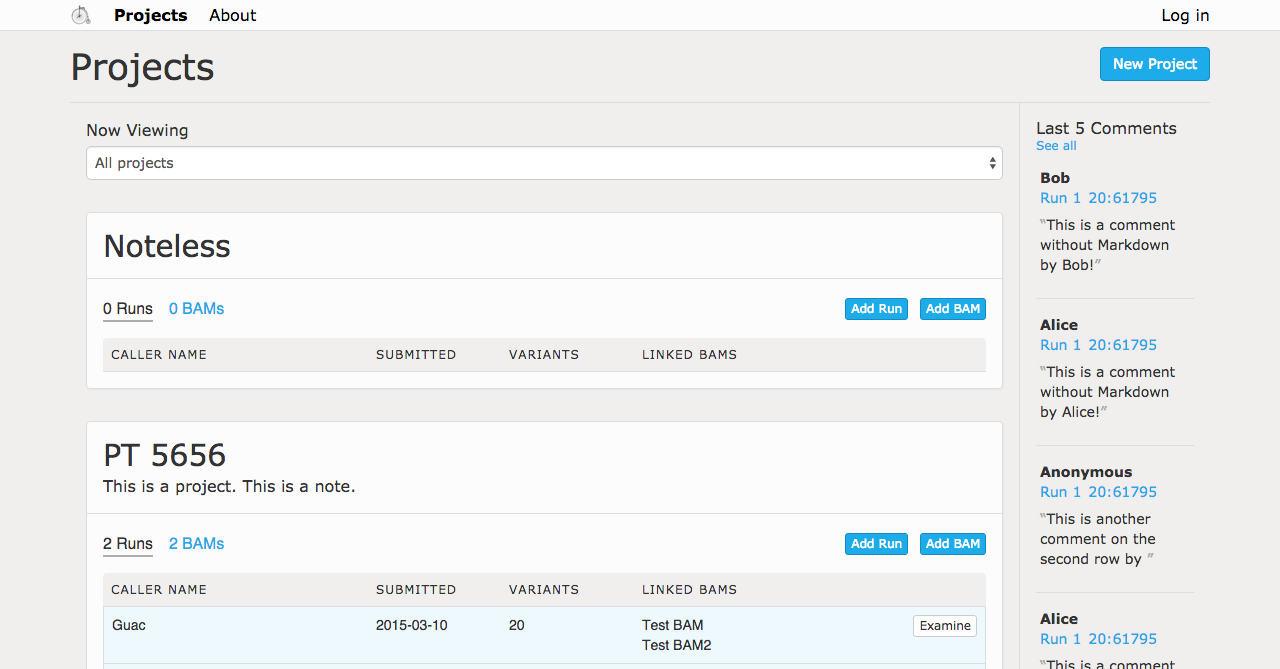 Projects About Log in
Projects
New Project
Now Viewing
All projects
Noteless
0 Runs 0 BAMs Add Run Add BAM
CALLER NAME SUBMITTED VARIANTS LINKED BAMS
PT 5656
This is a project. This is a note.
2 Runs 2 BAMs Add Run Add BAM
CALLER NAME SUBMITTED VARIANTS LINKED BAMS
Guac 2015-03-10 20 Test BAM Examine
Test BAM2
Last 5 Comments
See all
Bob
Run 1 20:61795
"This is a comment
without Markdown
by Bob!"
Alice
Run 1 20:61795
"This is a comment
without Markdown
by Alice!"
Anonymous
Run 1 20:61795
"This is another
comment on the
second row by "
Alice
Run 1 20:61795
"This is a comment